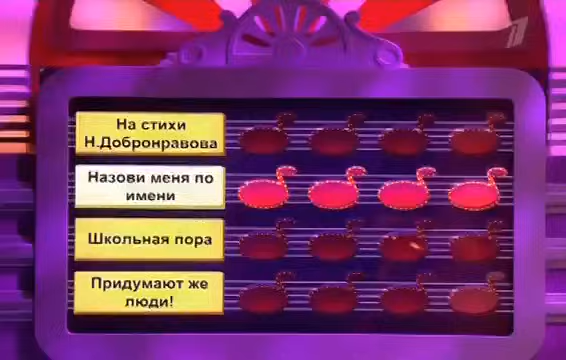 На стихи
Н.Добронравова
Назови меня по
имени
Школьная пора
Придумают же
люди!